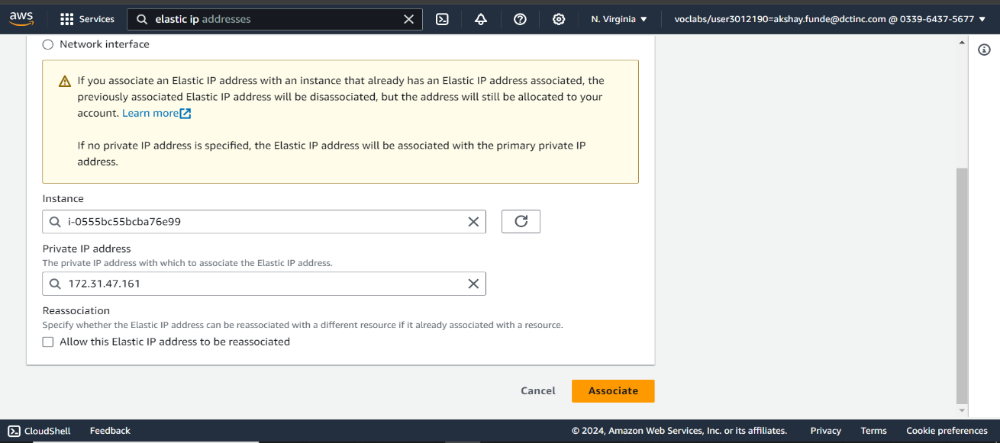 aws
Services
elastic ip addresses
N. Virginia
voclabs/user3012190=akshay.funde@dctinc.com @ 0339-6437-5677
Network interface
If you associate an Elastic IP address with an instance that already has an Elastic IP address associated, the
previously associated Elastic IP address will be disassociated, but the address will still be allocated to your
account. Learn more
If no private IP address is specified, the Elastic IP address will be associated with the primary private IP
address.
Instance
i-0555bc55bcba76e99
Private IP address
The private IP address with which to associate the Elastic IP address.
172.31.47.161
Reassociation
Specify whether the Elastic IP address can be reassociated with a different resource if it already associated with a resource.
Allow this Elastic IP address to be reassociated
Cancel
Associate
CloudShell
Feedback
© 2024, Amazon Web Services, Inc. or its affiliates.
Privacy
Terms
Cookie preferences